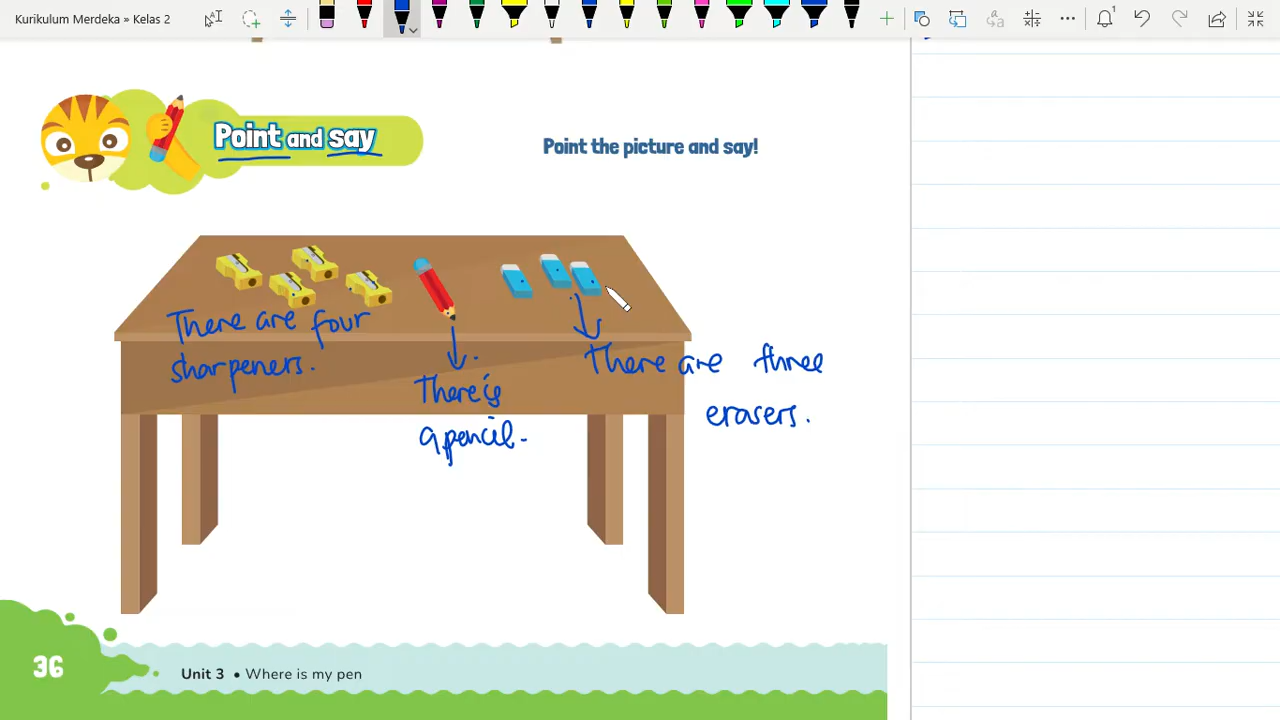 Kurikulum Merdeka » Kelas 2
Point and say
Point the picture and say!
There are four
sharpeners.
There is
a pencil.
There are three
erasers.
36
Unit 3 • Where is my pen